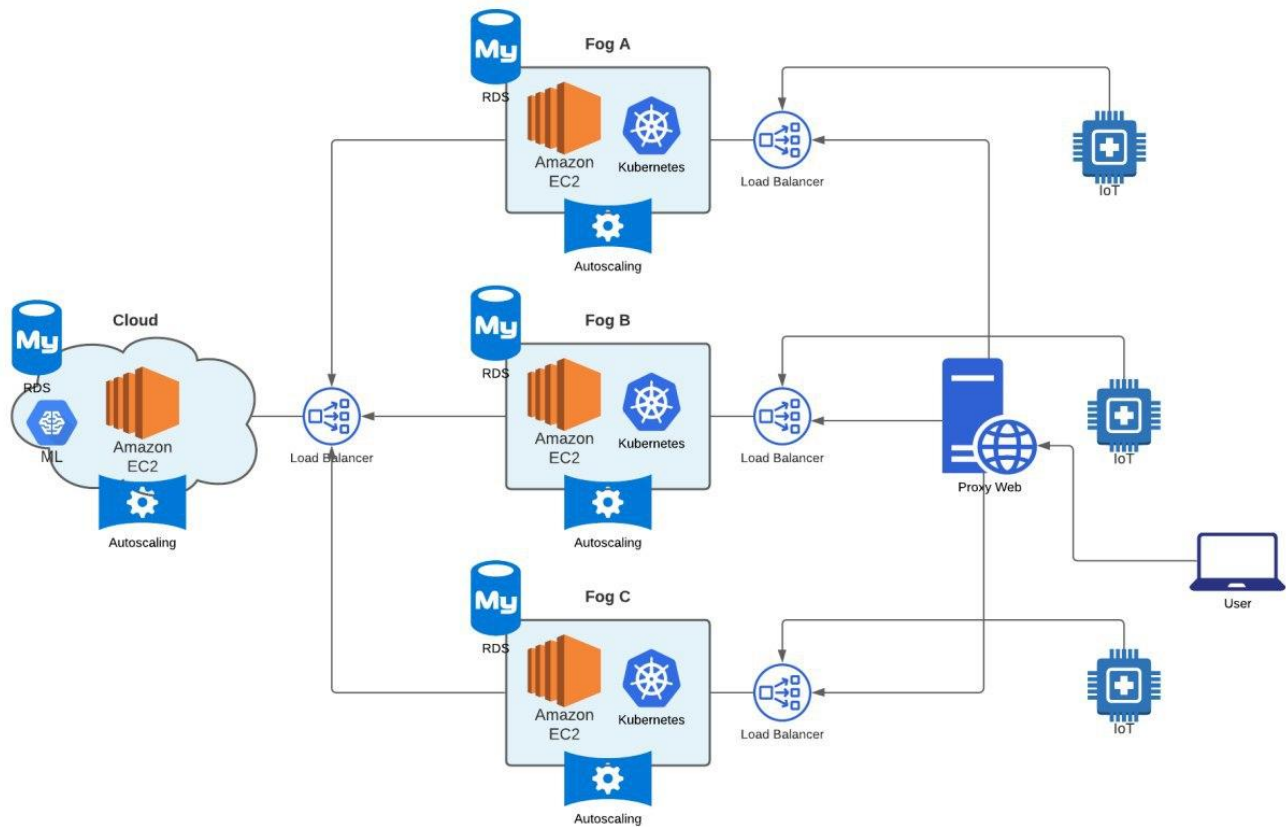 Fog A
My
RDS
Amazon
EC2
Kubernetes
Load Balancer
IoT
Autoscaling
Cloud
My
RDS
ML
Amazon
EC2
Autoscaling
Load Balancer
Fog B
My
RDS
Amazon
EC2
Kubernetes
Load Balancer
Autoscaling
Proxy Web
IoT
User
Fog C
My
RDS
Amazon
EC2
Kubernetes
Load Balancer
IoT
Autoscaling